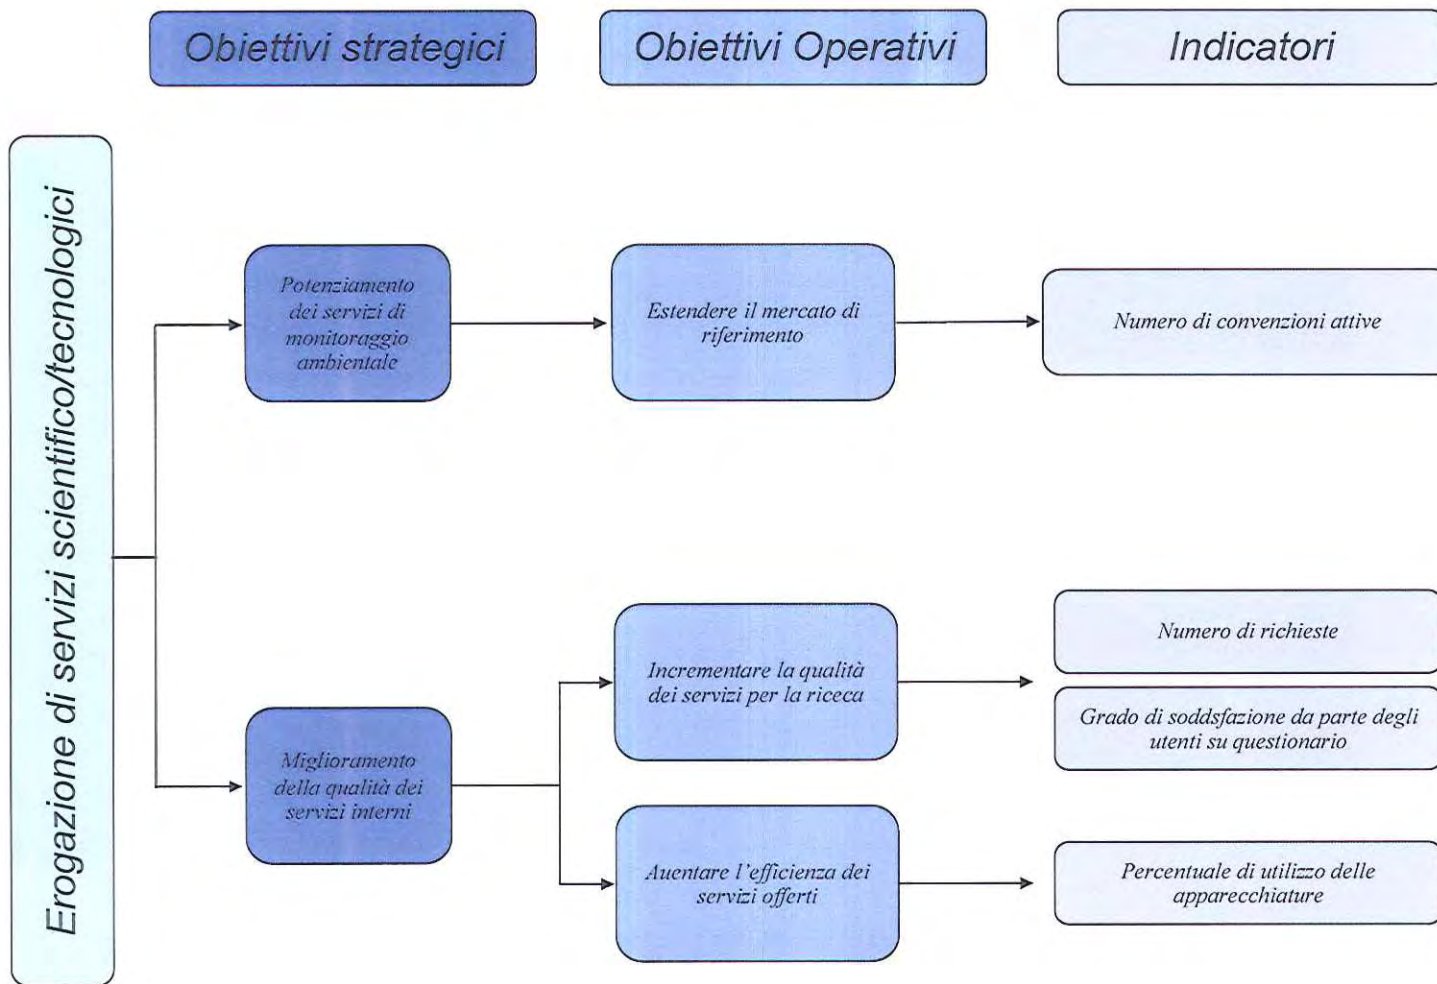 Obiettivi strategici
Obiettivi Operativi
Indicatori
Erogazione di servizi scientifico/tecnologici
Potenziamento
dei servizi di
monitoraggio
ambientale
Estendere il mercato di
riferimento
Numero di convenzioni attive
Miglioramento
della qualità dei
servizi interni
Incrementare la qualità
dei servizi per la riceca
Numero di richieste
Grado di soddsfazione da parte degli
utenti su questionario
Auentare l'efficienza dei
servizi offerti
Percentuale di utilizzo delle
apparecchiature